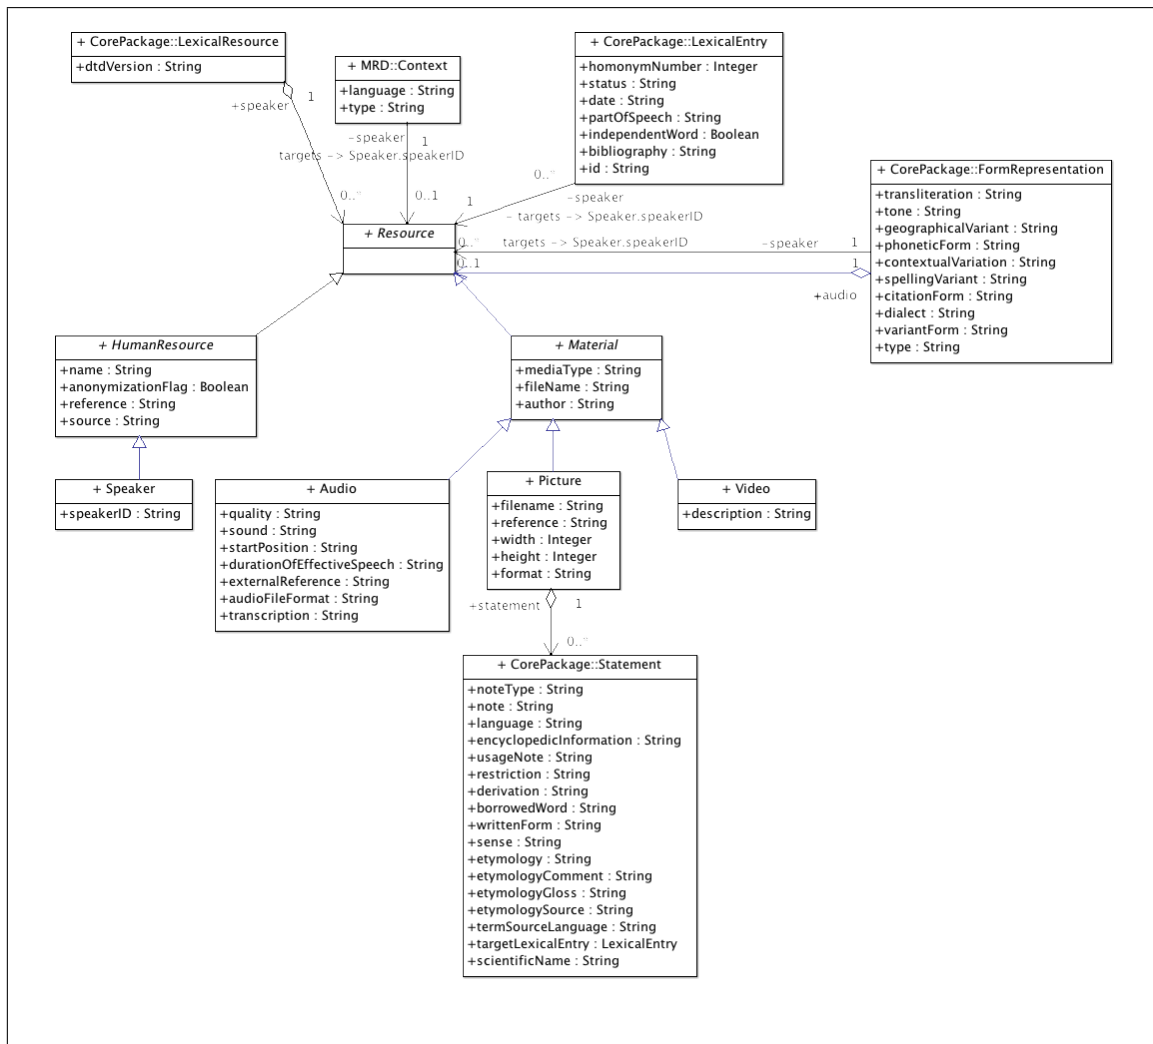 + CorePackage::LexicalResource
+dtdVersion : String
+ MRD::Context
+language : String
+type : String
+ CorePackage::LexicalEntry
+homonymNumber : Integer
+status : String
+date : String
+partOfSpeech : String
+independentWord : Boolean
+bibliography : String
+id : String
+ CorePackage::FormRepresentation
+transliteration : String
+tone : String
+geographicalVariant : String
+phoneticForm : String
+contextualVariation : String
+spellingVariant : String
+citationForm : String
+dialect : String
+variantForm : String
+type : String
+speaker
1
0..*
-speaker
1
targets -> Speaker.speakerID
0..1
0..*
-speaker
1
- targets -> Speaker.speakerID
0..*
targets -> Speaker.speakerID
-speaker
1
0..1
1
+audio
+ Resource
+ HumanResource
+name : String
+anonymizationFlag : Boolean
+reference : String
+source : String
+ Material
+mediaType : String
+fileName : String
+author : String
+ Speaker
+speakerID : String
+ Audio
+quality : String
+sound : String
+startPosition : String
+durationOfEffectiveSpeech : String
+externalReference : String
+audioFileFormat : String
+transcription : String
+ Picture
+filename : String
+reference : String
+width : Integer
+height : Integer
+format : String
+ Video
+description : String
+statement
1
0..*
+ CorePackage::Statement
+noteType : String
+note : String
+language : String
+encyclopedicInformation : String
+usageNote : String
+restriction : String
+derivation : String
+borrowedWord : String
+writtenForm : String
+sense : String
+etymology : String
+etymologyComment : String
+etymologyGloss : String
+etymologySource : String
+termSourceLanguage : String
+targetLexicalEntry : LexicalEntry
+scientificName : String